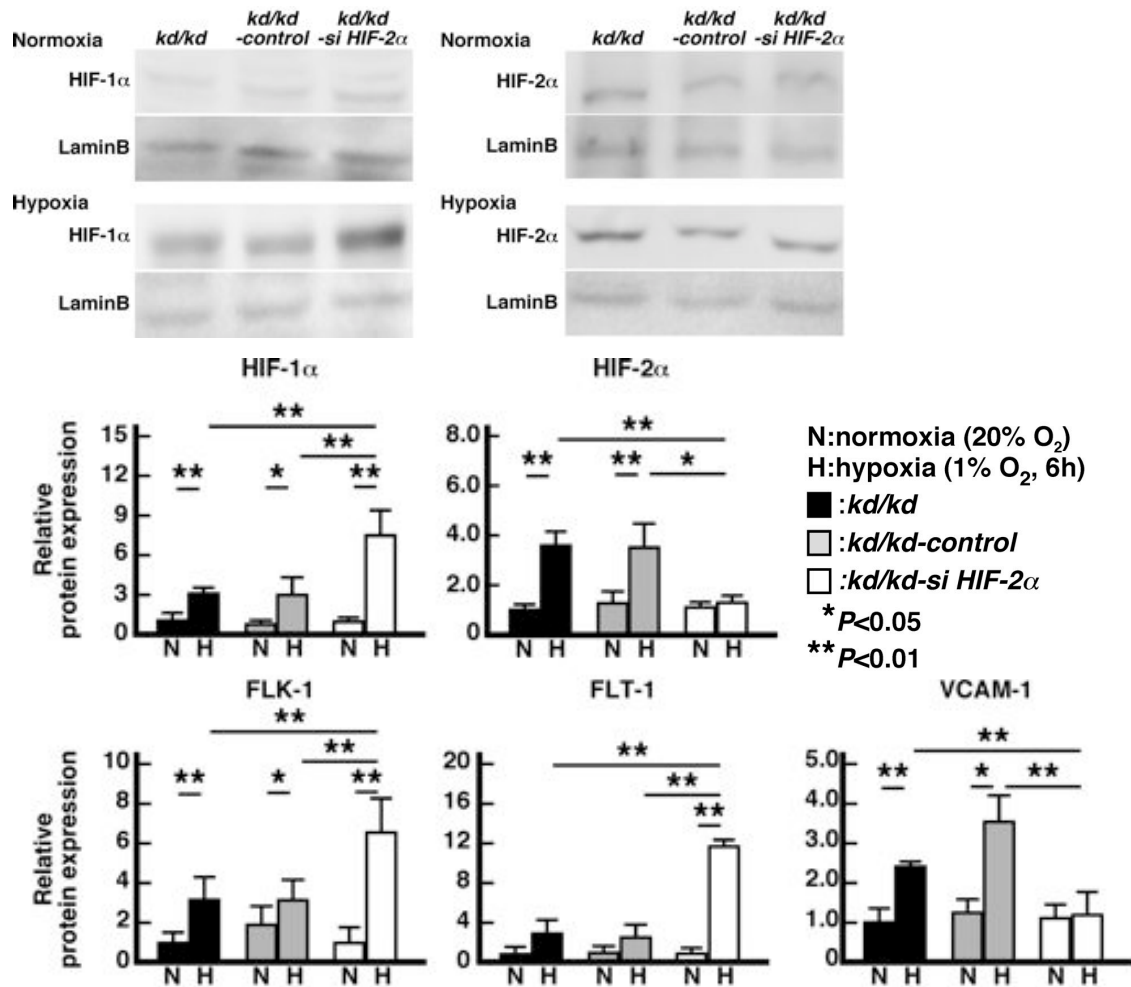 Normoxia kd/kd kd/kd -control kd/kd -si HIF-2α
HIF-1α
LaminB
Hypoxia
HIF-1α
LaminB
Normoxia kd/kd kd/kd -control kd/kd -si HIF-2α
HIF-2α
LaminB
Hypoxia
HIF-2α
LaminB
HIF-1α
Relative
protein expression
15
12
9
6
3
0
** * ** ** **
N H N H N H
HIF-2α
8.0
6.0
4.0
2.0
0
** ** ** *
N H N H N H
N:normoxia (20% O₂)
H:hypoxia (1% O₂, 6h)
:kd/kd
:kd/kd-control
:kd/kd-si HIF-2α
*P<0.05
**P<0.01
FLK-1
Relative
protein expression
10
8
6
4
2
0
** * ** ** **
N H N H N H
FLT-1
20
16
12
8
4
0
** ** **
N H N H N H
VCAM-1
5.0
4.0
3.0
2.0
1.0
0
** * ** **
N H N H N H